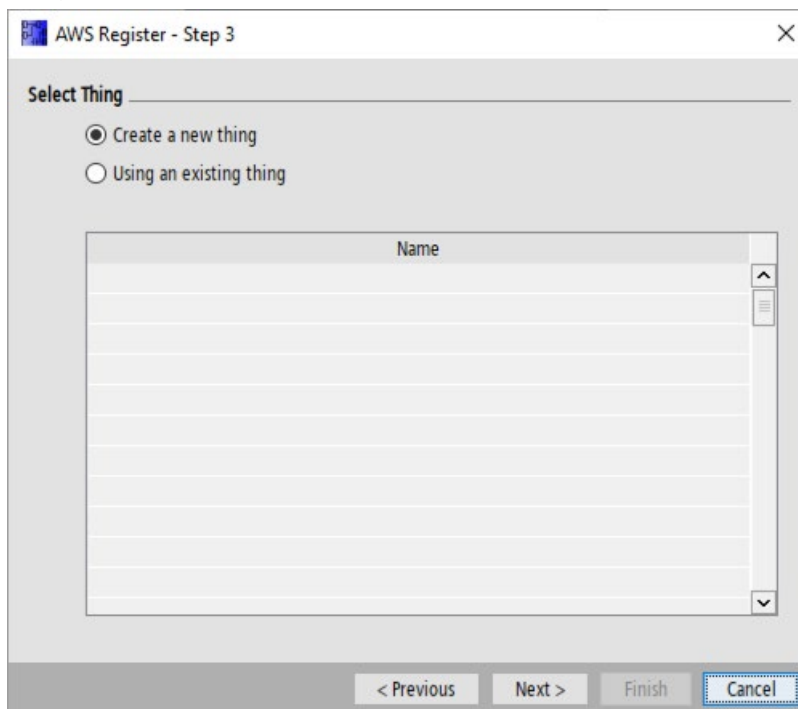 AWS Register - Step 3
Select Thing
Create a new thing
Using an existing thing
Name
< Previous Next > Finish Cancel